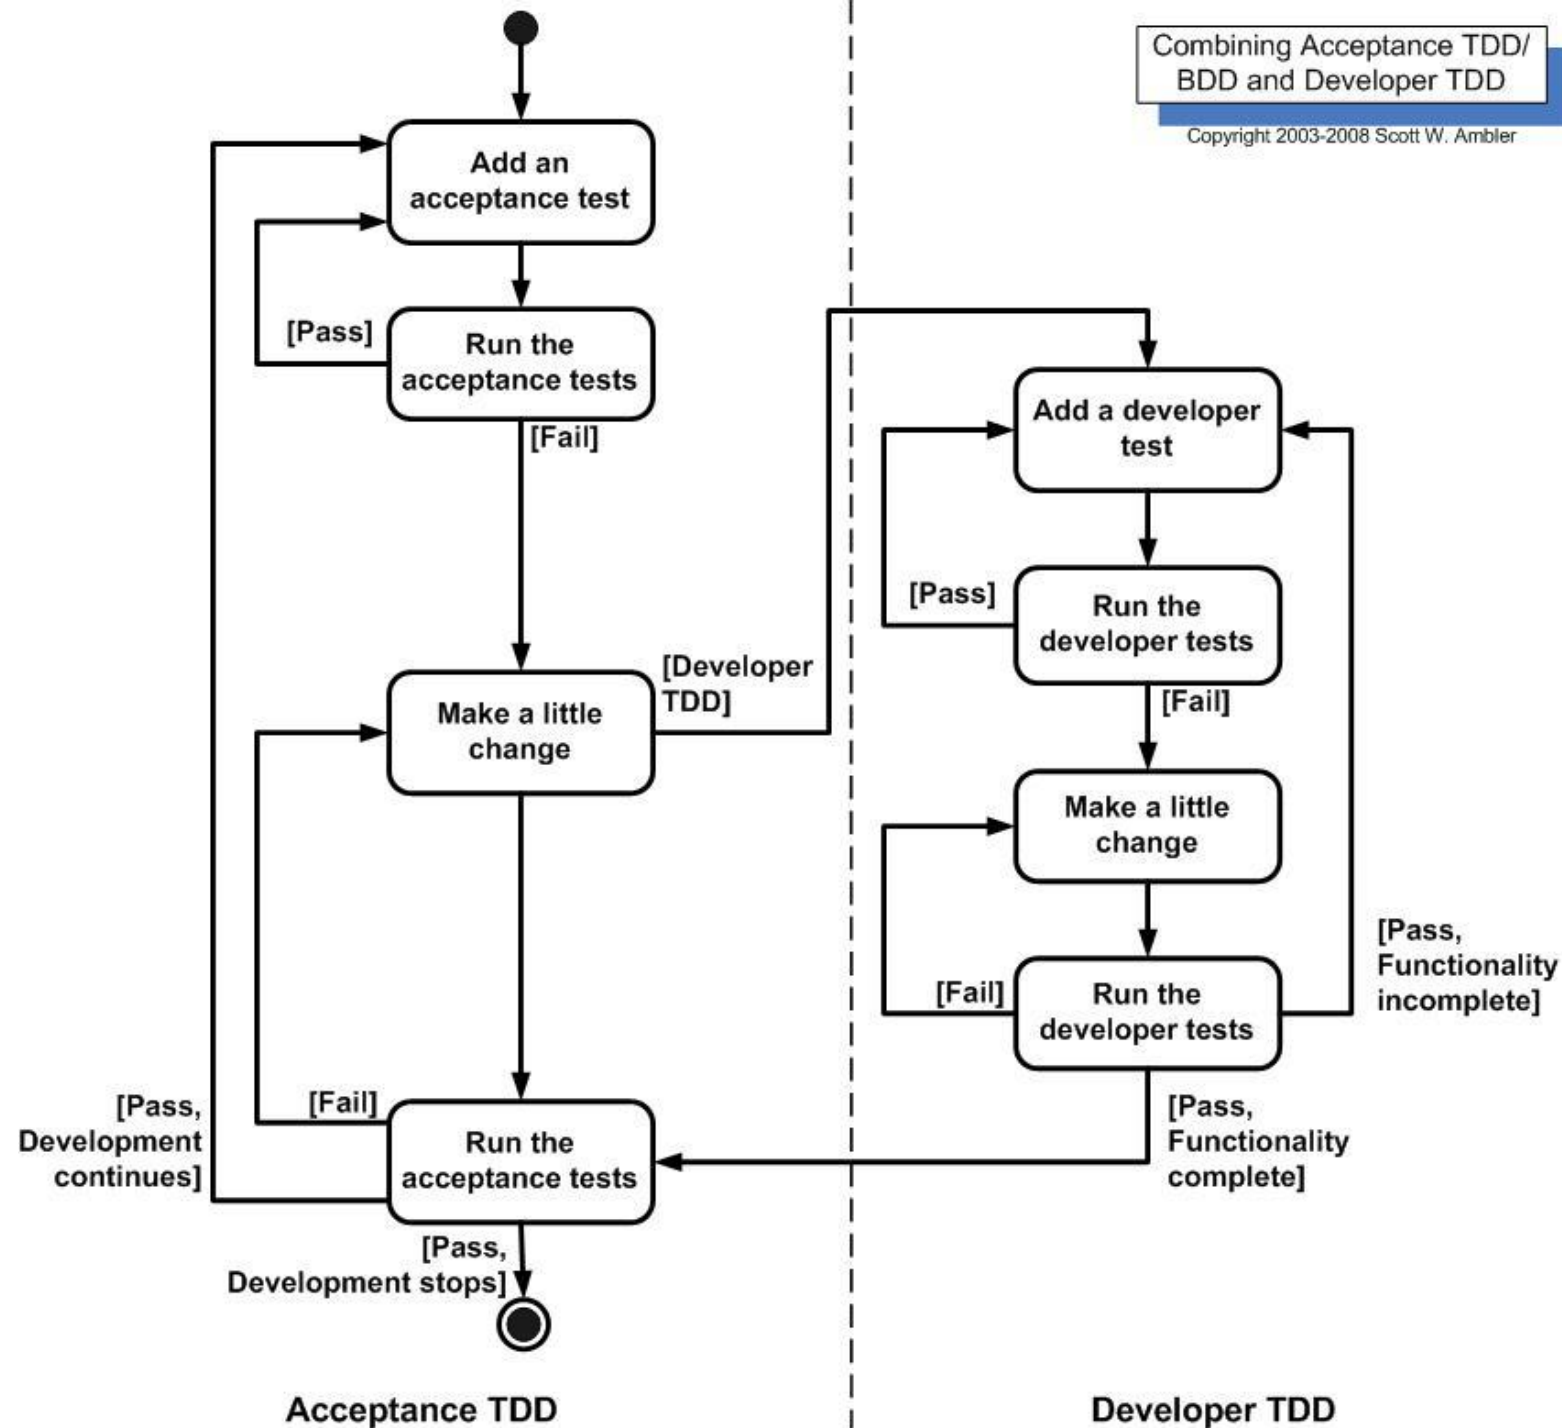 Combining Acceptance TDD/
BDD and Developer TDD
Copyright 2003-2008 Scott W. Ambler
Add an
acceptance test
[Pass]
Run the
acceptance tests
[Fail]
Make a little
change
[Developer
TDD]
[Fail]
[Pass,
Development
continues]
Run the
acceptance tests
[Pass,
Development stops]
Acceptance TDD
Add a developer
test
[Pass]
Run the
developer tests
[Fail]
Make a little
change
[Fail]
Run the
developer tests
[Pass,
Functionality
incomplete]
[Pass,
Functionality
complete]
Developer TDD